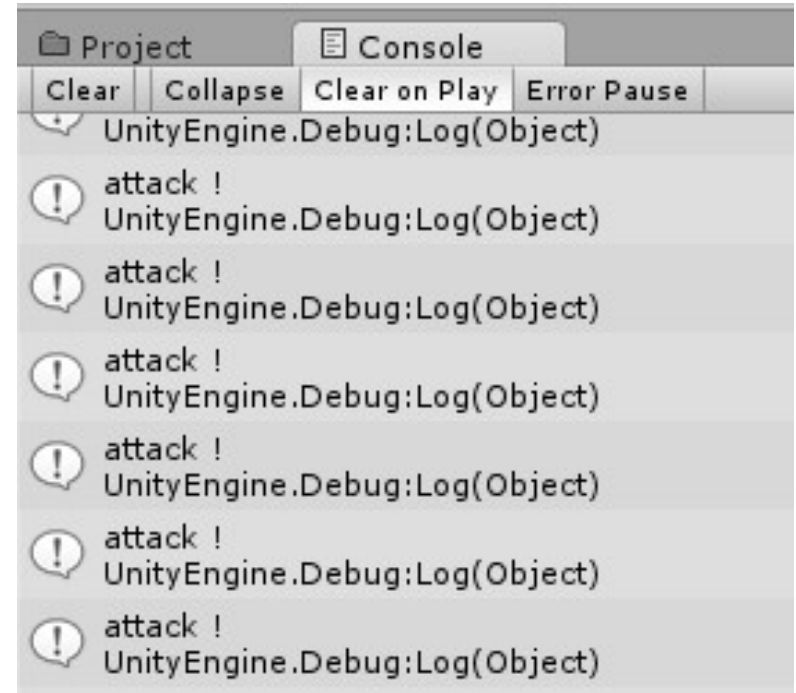 Project Console
Clear Collapse Clear on Play Error Pause
UnityEngine.Debug:Log(Object)
attack !
UnityEngine.Debug:Log(Object)
attack !
UnityEngine.Debug:Log(Object)
attack !
UnityEngine.Debug:Log(Object)
attack !
UnityEngine.Debug:Log(Object)
attack !
UnityEngine.Debug:Log(Object)
attack !
UnityEngine.Debug:Log(Object)